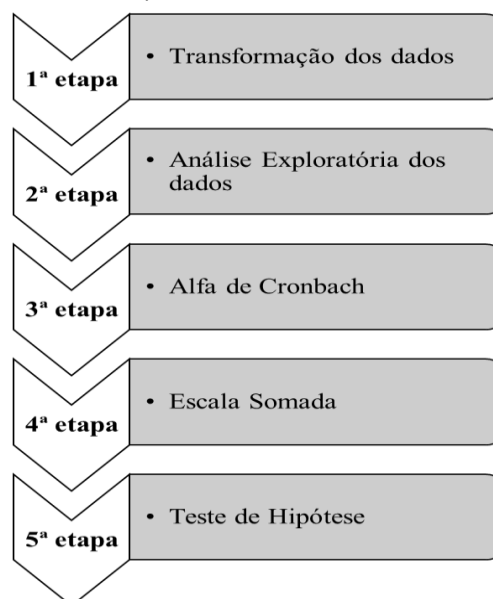 1ª etapa
• Transformação dos dados
2ª etapa
• Análise Exploratória dos
dados
3ª etapa
• Alfa de Cronbach
4ª etapa
• Escala Somada
5ª etapa
• Teste de Hipótese